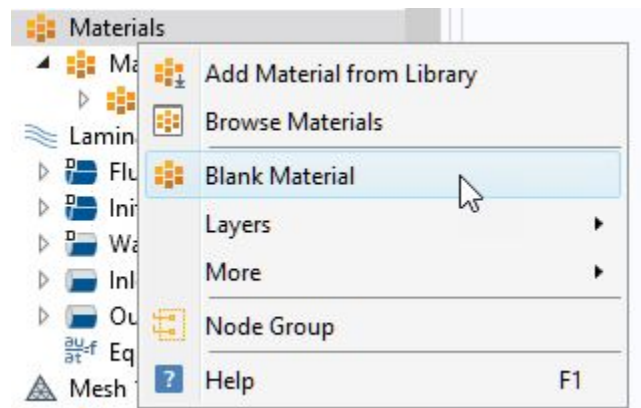 Materials
Ma
Add Material from Library
Browse Materials
Lamin
Flu
Blank Material
Ini
Layers
Wa
More
Inl
Ou
Node Group
Eq
Help F1
Mesh